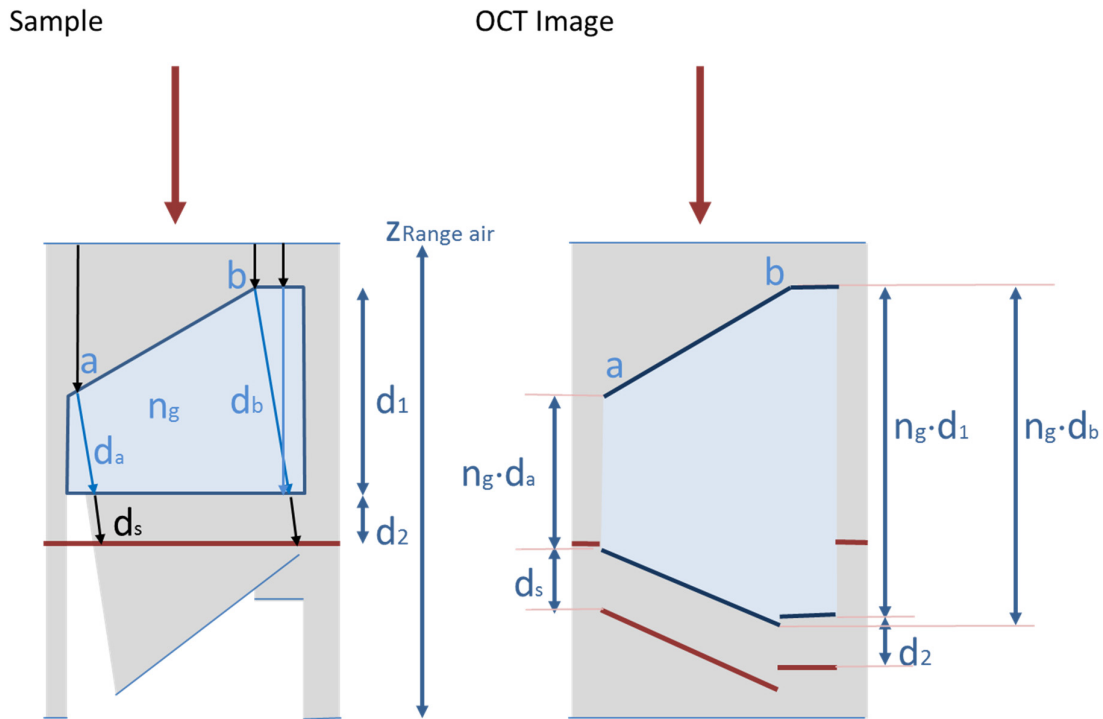 Sample
OCT Image
zRange air
b
a
ng
db
da
d1
ds
d2
b
a
ng·d1
ng·db
ng·da
ds
d2